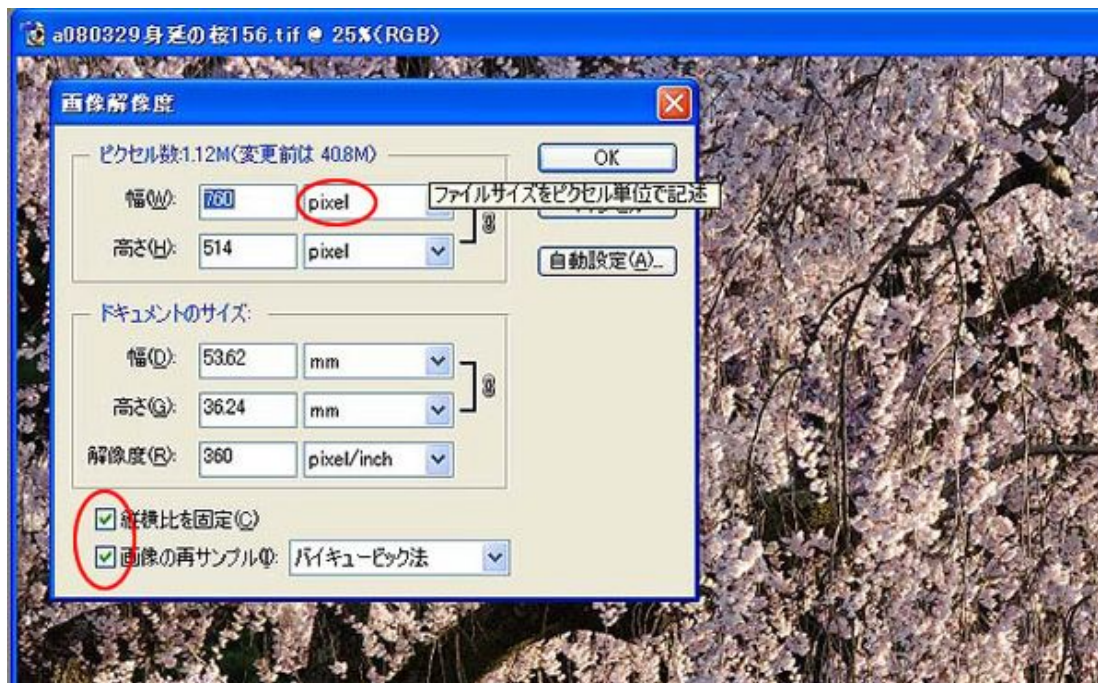 a080329身延の桜156.tif @ 25%(RGB)
画像解像度
ピクセル数:1.12M(変更前は 40.8M)
OK
幅(W): 760 pixel
ファイルサイズをピクセル単位で記述
高さ(H): 514 pixel
自動設定(A)...
ドキュメントのサイズ:
幅(D): 53.62 mm
高さ(G): 36.24 mm
解像度(R): 360 pixel/inch
縦横比を固定(C)
画像の再サンプル(I): バイキュービック法